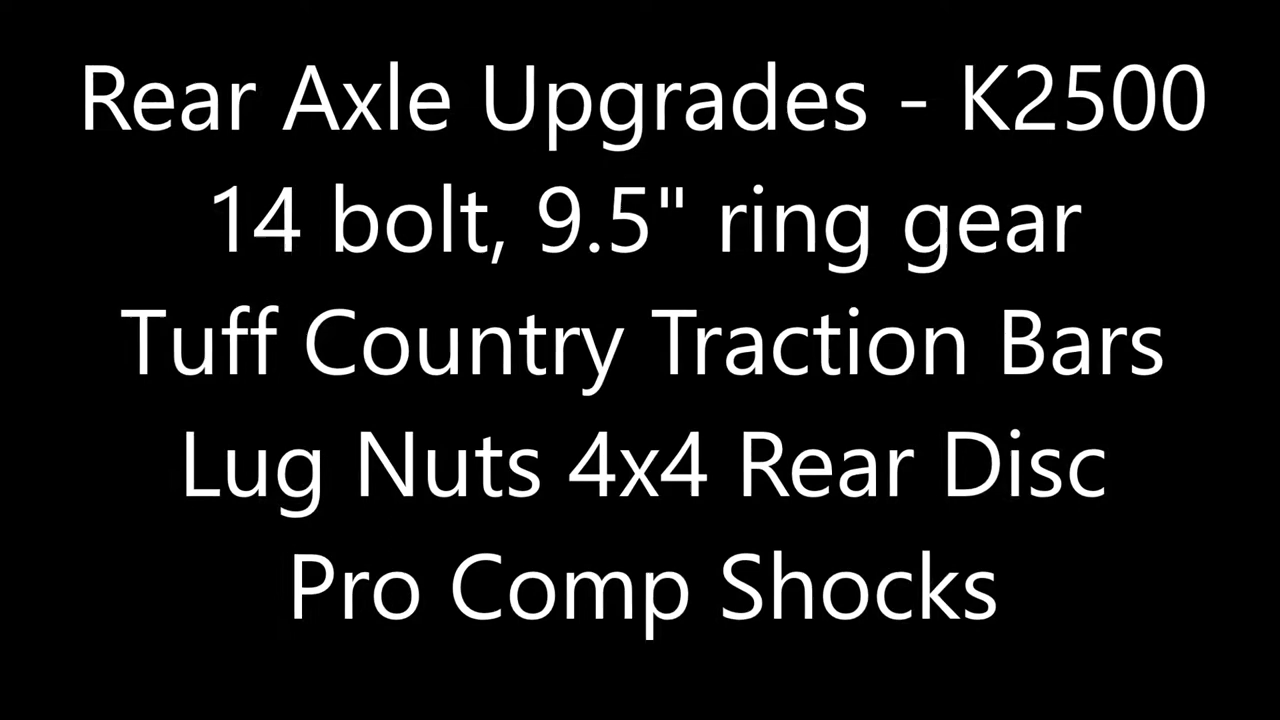 Rear Axle Upgrades - K2500
14 bolt, 9.5" ring gear
Tuff Country Traction Bars
Lug Nuts 4x4 Rear Disc
Pro Comp Shocks